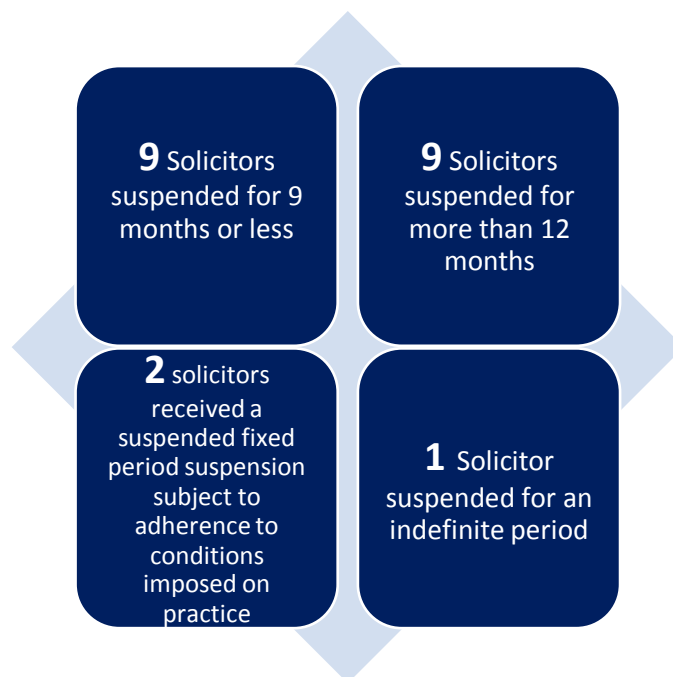 9 Solicitors
suspended for 9
months or less
9 Solicitors
suspended for
more than 12
months
2 solicitors
received a
suspended fixed
period suspension
subject to
adherence to
conditions
imposed on
practice
1 Solicitor
suspended for an
indefinite period